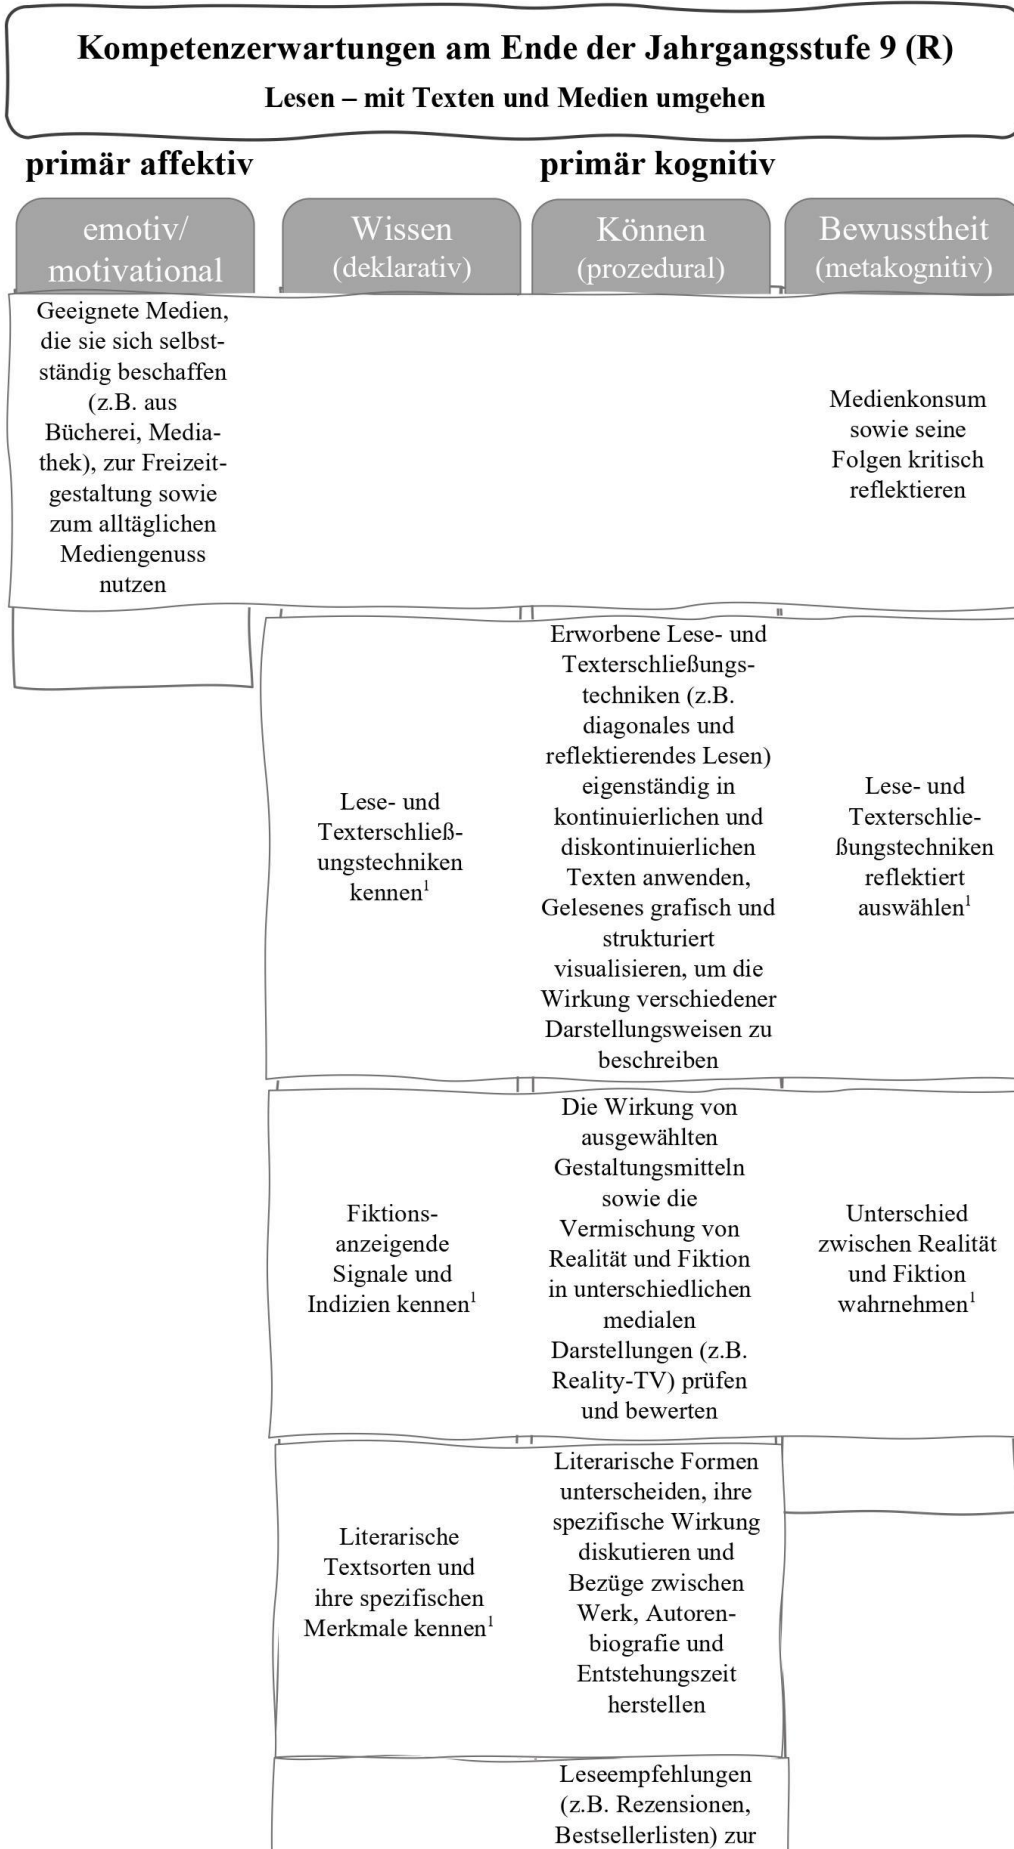 Kompetenzerwartungen am Ende der Jahrgangsstufe 9 (R)
Lesen – mit Texten und Medien umgehen
primär affektiv
primär kognitiv
emotiv/
motivational
Wissen
(deklarativ)
Können
(prozedural)
Bewusstheit
(metakognitiv)
Geeignete Medien,
die sie sich selbst-
ständig beschaffen
(z.B. aus
Bücherei, Media-
thek), zur Freizeit-
gestaltung sowie
zum alltäglichen
Mediengenuss
nutzen
Medienkonsum
sowie seine
Folgen kritisch
reflektieren
Lese- und
Texterschließ-
ungstechniken
kennen¹
Erworbene Lese- und
Texterschließungs-
techniken (z.B.
diagonales und
reflektierendes Lesen)
eigenständig in
kontinuierlichen und
diskontinuierlichen
Texten anwenden,
Gelesenes grafisch und
strukturiert
visualisieren, um die
Wirkung verschiedener
Darstellungsweisen zu
beschreiben
Lese- und
Texterschlie-
ßungstechniken
reflektiert
auswählen¹
Fiktions-
anzeigende
Signale und
Indizien kennen¹
Die Wirkung von
ausgewählten
Gestaltungsmitteln
sowie die
Vermischung von
Realität und Fiktion
in unterschiedlichen
medialen
Darstellungen (z.B.
Reality-TV) prüfen
und bewerten
Unterschied
zwischen Realität
und Fiktion
wahrnehmen¹
Literarische
Textsorten und
ihre spezifischen
Merkmale kennen¹
Literarische Formen
unterscheiden, ihre
spezifische Wirkung
diskutieren und
Bezüge zwischen
Werk, Autoren-
biografie und
Entstehungszeit
herstellen
Leseempfehlungen
(z.B. Rezensionen,
Bestsellerlisten) zur